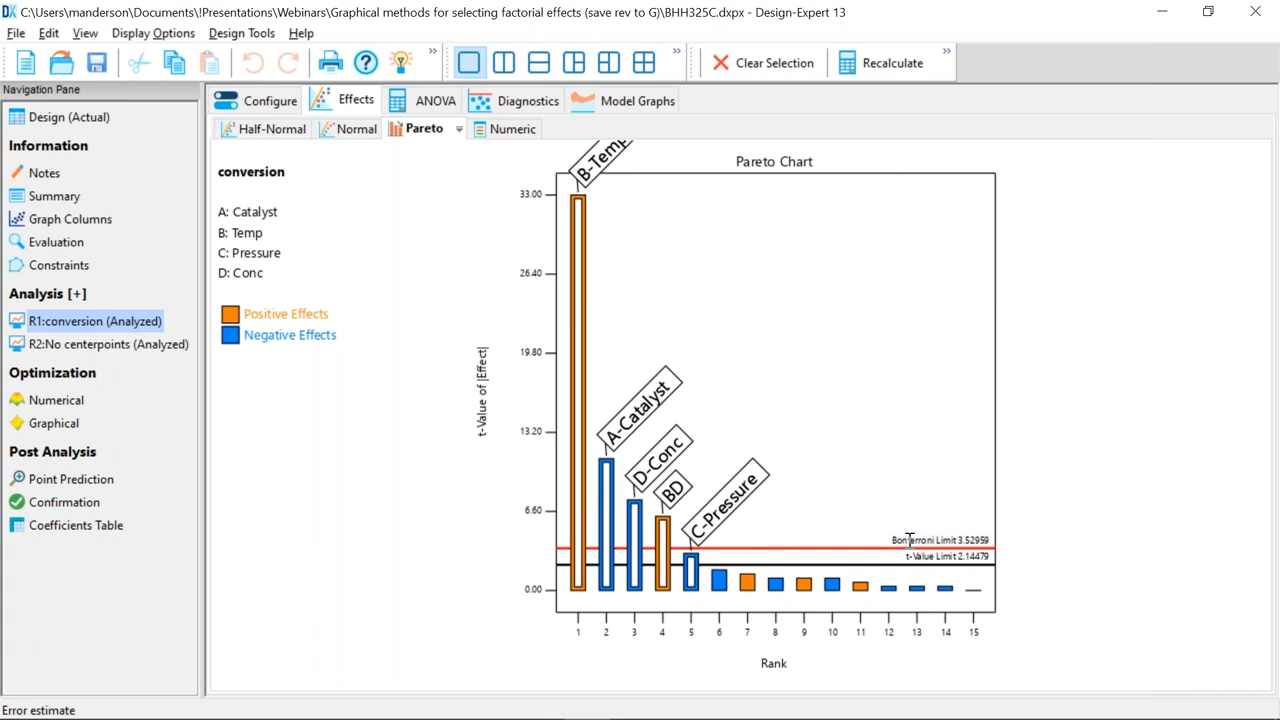 C:\Users\manderson\Documents\!Presentations\Webinars\Graphical methods for selecting factorial effects (save rev to G)\BHH325C.dxpx - Design-Expert 13
File Edit View Display Options Design Tools Help
Clear Selection
Recalculate
Navigation Pane
Design (Actual)
Information
Notes
Summary
Graph Columns
Evaluation
Constraints
Analysis [+]
R1:conversion (Analyzed)
R2:No centerpoints (Analyzed)
Optimization
Numerical
Graphical
Post Analysis
Point Prediction
Confirmation
Coefficients Table
Configure Effects ANOVA Diagnostics Model Graphs
Half-Normal Normal Pareto Numeric
conversion
A: Catalyst
B: Temp
C: Pressure
D: Conc
Positive Effects
Negative Effects
Pareto Chart
t-Value of |Effect|
33.00
26.40
19.80
13.20
6.60
0.00
B-Temp
A-Catalyst
D-Conc
BD
C-Pressure
Bonferroni Limit 3.52959
t-Value Limit 2.14479
1 2 3 4 5 6 7 8 9 10 11 12 13 14 15
Rank
Error estimate